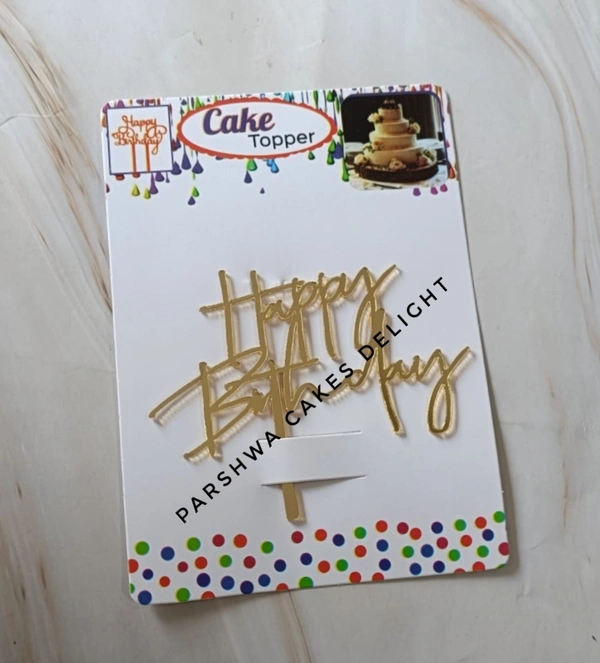 Happy
Birthday
Cake
Topper
Happy
Birthday
PARSHWA CAKES DELIGHT